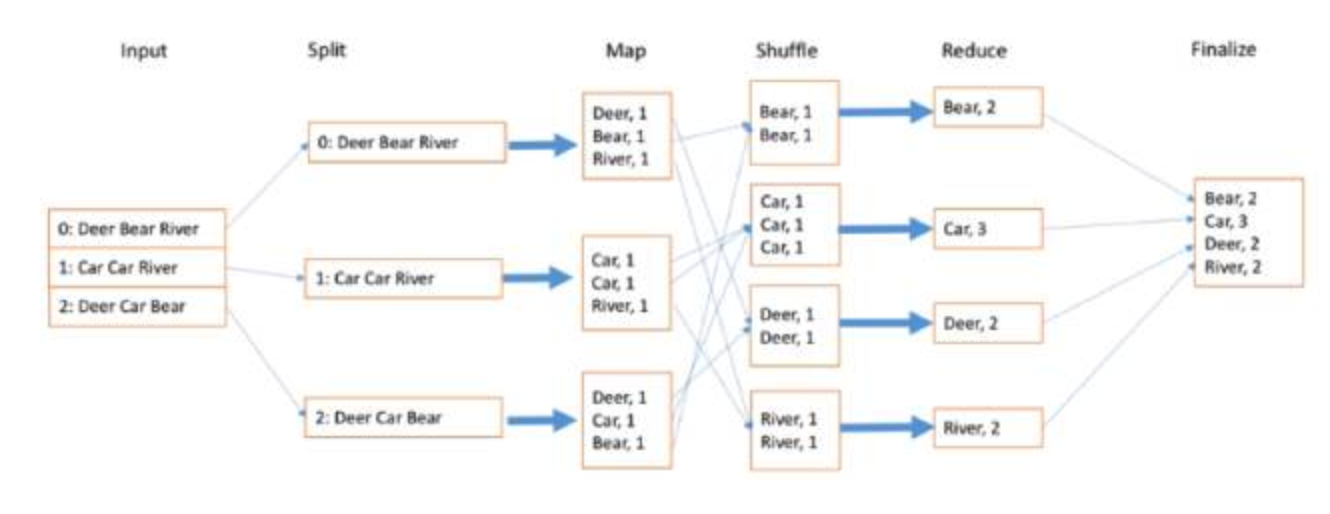 Input
Split
Map
Shuffle
Reduce
Finalize
0: Deer Bear River
1: Car Car River
2: Deer Car Bear
0: Deer Bear River
1: Car Car River
2: Deer Car Bear
Deer, 1
Bear, 1
River, 1
Car, 1
Car, 1
River, 1
Deer, 1
Car, 1
Bear, 1
Bear, 1
Bear, 1
Car, 1
Car, 1
Car, 1
Deer, 1
Deer, 1
River, 1
River, 1
Bear, 2
Car, 3
Deer, 2
River, 2
Bear, 2
Car, 3
Deer, 2
River, 2